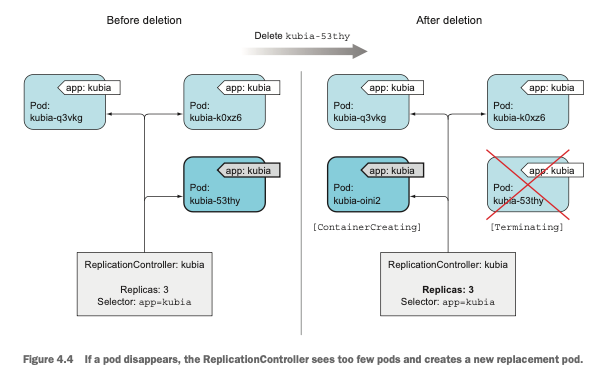 Before deletion
After deletion
Delete kubia-53thy
app: kubia
Pod:
kubia-q3vkg
app: kubia
Pod:
kubia-k0xz6
app: kubia
Pod:
kubia-53thy
ReplicationController: kubia
Replicas: 3
Selector: app=kubia
app: kubia
Pod:
kubia-q3vkg
app: kubia
Pod:
kubia-k0xz6
app: kubia
Pod:
kubia-oini2
[ContainerCreating]
app: kubia
Pod:
kubia-53thy
[Terminating]
ReplicationController: kubia
Replicas: 3
Selector: app=kubia
Figure 4.4 If a pod disappears, the ReplicationController sees too few pods and creates a new replacement pod.